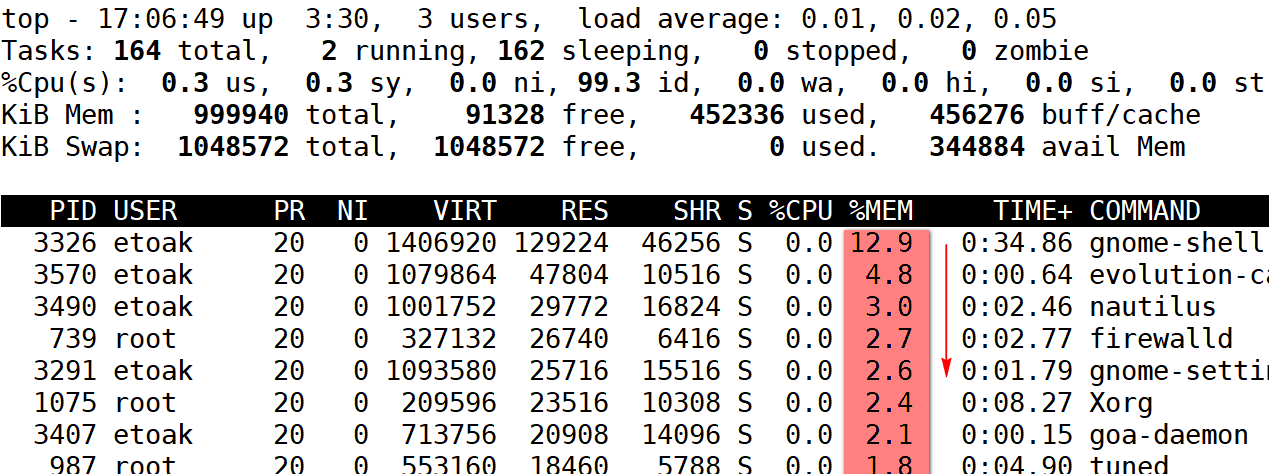 top - 17:06:49 up  3:30,  3 users,  load average: 0.01, 0.02, 0.05
Tasks: 164 total,   2 running, 162 sleeping,   0 stopped,   0 zombie
%Cpu(s):  0.3 us,  0.3 sy,  0.0 ni, 99.3 id,  0.0 wa,  0.0 hi,  0.0 si,  0.0 st
KiB Mem :   999940 total,    91328 free,   452336 used,   456276 buff/cache
KiB Swap:  1048572 total,  1048572 free,        0 used.   344884 avail Mem
   PID USER      PR  NI    VIRT    RES    SHR S %CPU %MEM     TIME+ COMMAND
  3326 etoak     20   0 1406920 129224  46256 S  0.0 12.9   0:34.86 gnome-shell
  3570 etoak     20   0 1079864  47804  10516 S  0.0  4.8   0:00.64 evolution-ca
  3490 etoak     20   0 1001752  29772  16824 S  0.0  3.0   0:02.46 nautilus
   739 root      20   0  327132  26740   6416 S  0.0  2.7   0:02.77 firewalld
  3291 etoak     20   0 1093580  25716  15516 S  0.0  2.6   0:01.79 gnome-settin
  1075 root      20   0  209596  23516  10308 S  0.0  2.4   0:08.27 Xorg
  3407 etoak     20   0  713756  20908  14096 S  0.0  2.1   0:00.15 goa-daemon
   987 root      20   0  553160  18460   5788 S  0.0  1.8   0:04.90 tuned